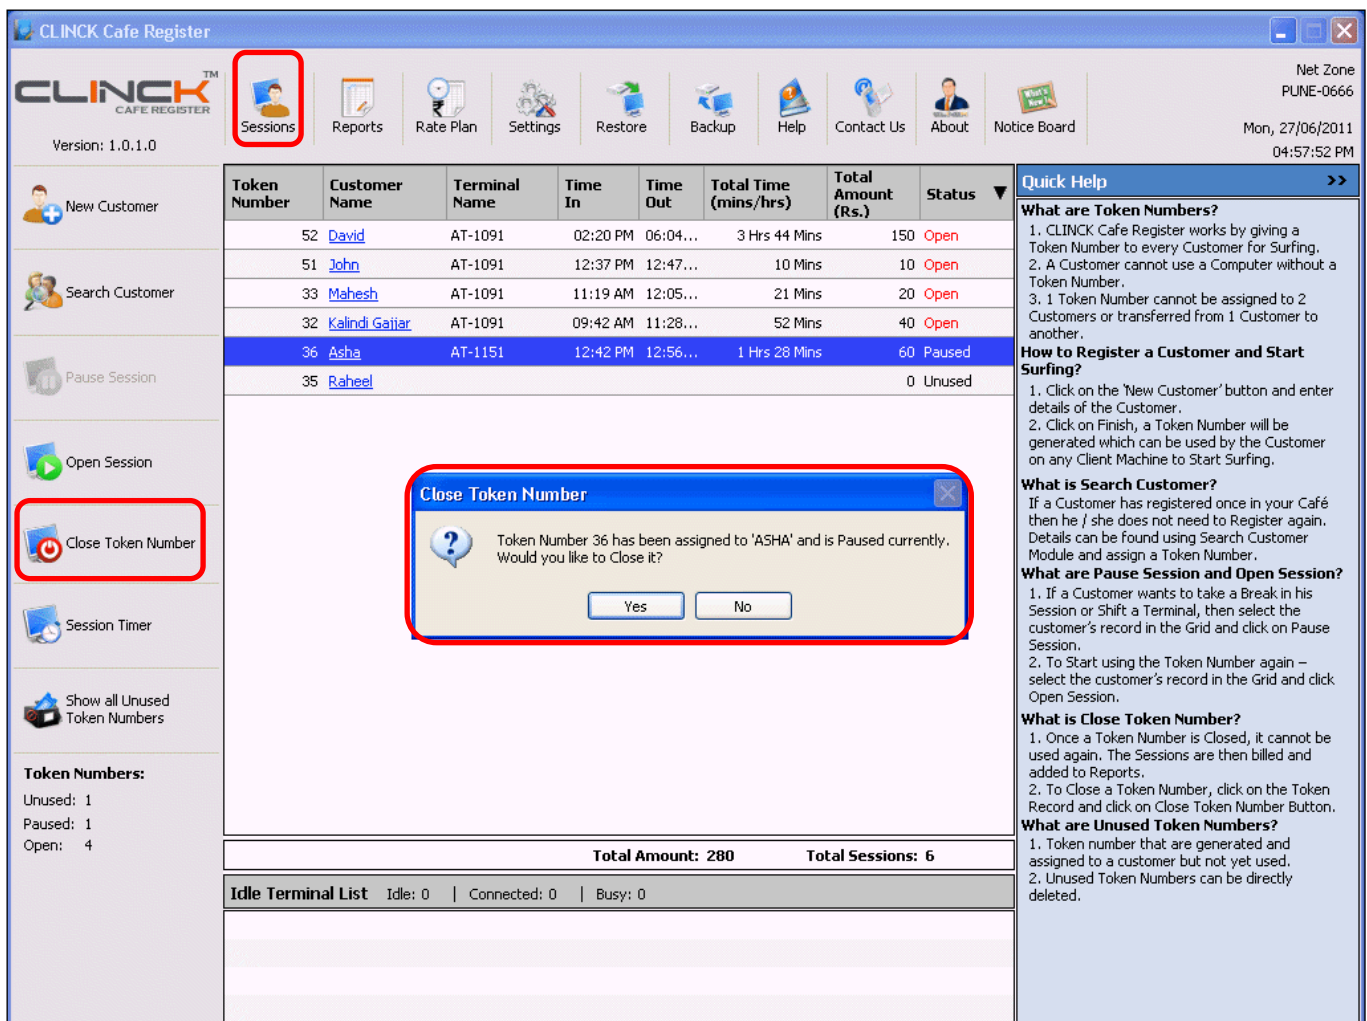 CLINCK Cafe Register
CLINCK TM
CAFE REGISTER
Version: 1.0.1.0
Sessions
Reports
Rate Plan
Settings
Restore
Backup
Help
Contact Us
About
What's New!
Notice Board
Net Zone
PUNE-0666
Mon, 27/06/2011
04:57:52 PM
New Customer
Search Customer
Pause Session
Open Session
Close Token Number
Session Timer
Show all Unused
Token Numbers
Token Numbers:
Unused: 1
Paused: 1
Open: 4
Token Number Customer Name Terminal Name Time In Time Out Total Time (mins/hrs) Total Amount (Rs.) Status ▼
52 David AT-1091 02:20 PM 06:04... 3 Hrs 44 Mins 150 Open
51 John AT-1091 12:37 PM 12:47... 10 Mins 10 Open
33 Mahesh AT-1091 11:19 AM 12:05... 21 Mins 20 Open
32 Kalindi Gajjar AT-1091 09:42 AM 11:28... 52 Mins 40 Open
36 Asha AT-1151 12:42 PM 12:56... 1 Hrs 28 Mins 60 Paused
35 Raheel 0 Unused
Close Token Number
Token Number 36 has been assigned to 'ASHA' and is Paused currently.
Would you like to Close it?
Yes No
Total Amount: 280 Total Sessions: 6
Idle Terminal List Idle: 0 | Connected: 0 | Busy: 0
Quick Help >>
What are Token Numbers?
1. CLINCK Cafe Register works by giving a
Token Number to every Customer for Surfing.
2. A Customer cannot use a Computer without a
Token Number.
3. 1 Token Number cannot be assigned to 2
Customers or transferred from 1 Customer to
another.
How to Register a Customer and Start
Surfing?
1. Click on the 'New Customer' button and enter
details of the Customer.
2. Click on Finish, a Token Number will be
generated which can be used by the Customer
on any Client Machine to Start Surfing.
What is Search Customer?
If a Customer has registered once in your Café
then he / she does not need to Register again.
Details can be found using Search Customer
Module and assign a Token Number.
What are Pause Session and Open Session?
1. If a Customer wants to take a Break in his
Session or Shift a Terminal, then select the
customer's record in the Grid and click on Pause
Session.
2. To Start using the Token Number again –
select the customer's record in the Grid and click
Open Session.
What is Close Token Number?
1. Once a Token Number is Closed, it cannot be
used again. The Sessions are then billed and
added to Reports.
2. To Close a Token Number, click on the Token
Record and click on Close Token Number Button.
What are Unused Token Numbers?
1. Token number that are generated and
assigned to a customer but not yet used.
2. Unused Token Numbers can be directly
deleted.